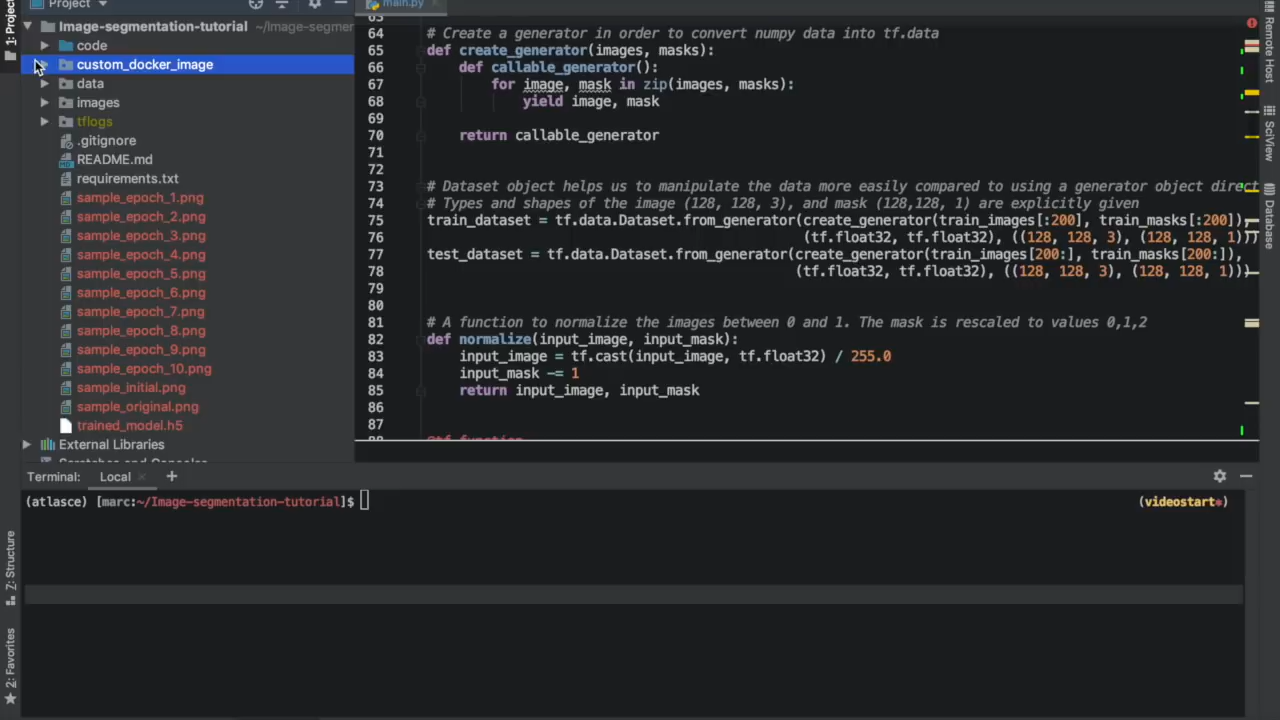 Project
main.py
Image-segmentation-tutorial ~/Image-segmer
code
custom_docker_image
data
images
tflogs
.gitignore
README.md
requirements.txt
sample_epoch_1.png
sample_epoch_2.png
sample_epoch_3.png
sample_epoch_4.png
sample_epoch_5.png
sample_epoch_6.png
sample_epoch_7.png
sample_epoch_8.png
sample_epoch_9.png
sample_epoch_10.png
sample_initial.png
sample_original.png
trained_model.h5
External Libraries
Scratches and Consoles
63
64 # Create a generator in order to convert numpy data into tf.data
65 def create_generator(images, masks):
66 def callable_generator():
67 for image, mask in zip(images, masks):
68 yield image, mask
69
70 return callable_generator
71
72
73 # Dataset object helps us to manipulate the data more easily compared to using a generator object direct
74 # Types and shapes of the image (128, 128, 3), and mask (128,128, 1) are explicitly given
75 train_dataset = tf.data.Dataset.from_generator(create_generator(train_images[:200], train_masks[:200]),
76 (tf.float32, tf.float32), ((128, 128, 3), (128, 128, 1)))
77 test_dataset = tf.data.Dataset.from_generator(create_generator(train_images[200:], train_masks[200:]),
78 (tf.float32, tf.float32), ((128, 128, 3), (128, 128, 1)))
79
80
81 # A function to normalize the images between 0 and 1. The mask is rescaled to values 0,1,2
82 def normalize(input_image, input_mask):
83 input_image = tf.cast(input_image, tf.float32) / 255.0
84 input_mask -= 1
85 return input_image, input_mask
86
87
88 @tf.function
Terminal: Local +
(atlasce) [marc:~/Image-segmentation-tutorial]$
(videostart*)
1: Project
Z: Structure
2: Favorites
Remote Host
SciView
Database